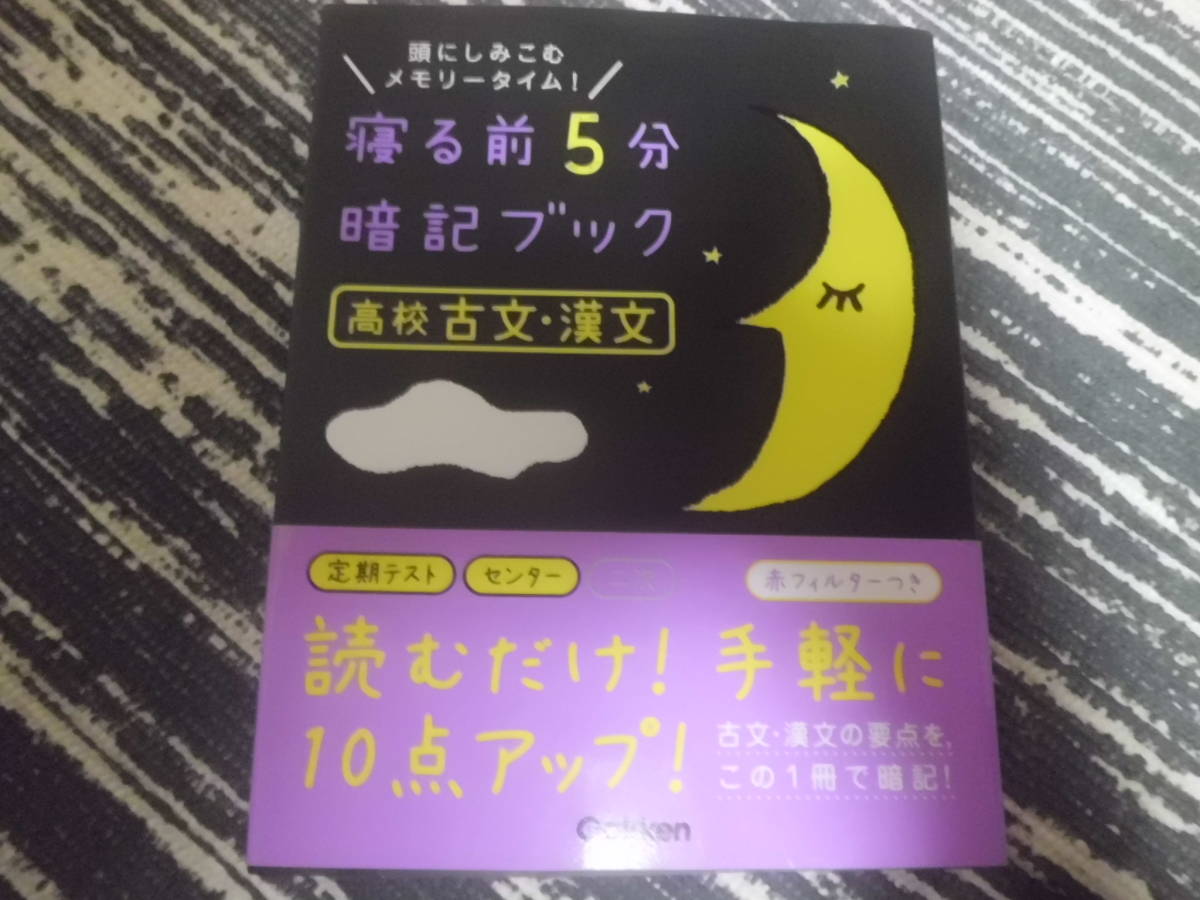 頭にしみこむ
メモリータイム!
寝る前5分
暗記ブック
高校 古文・漢文
定期テスト センター 赤フィルターつき
読むだけ! 手軽に
10点アップ!
古文・漢文の要点を、
この1冊で暗記!
Gakken